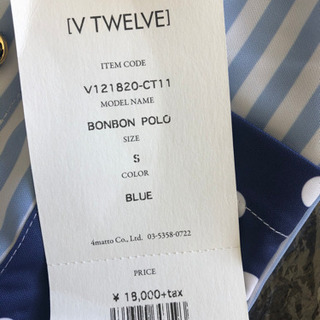 [V TWELVE]
ITEM CODE
V121820-CT11
MODEL NAME
BONBON POLO
SIZE
S
COLOR
BLUE
4matto Co., Ltd. 03-5358-0722
PRICE
¥ 18,000+tax